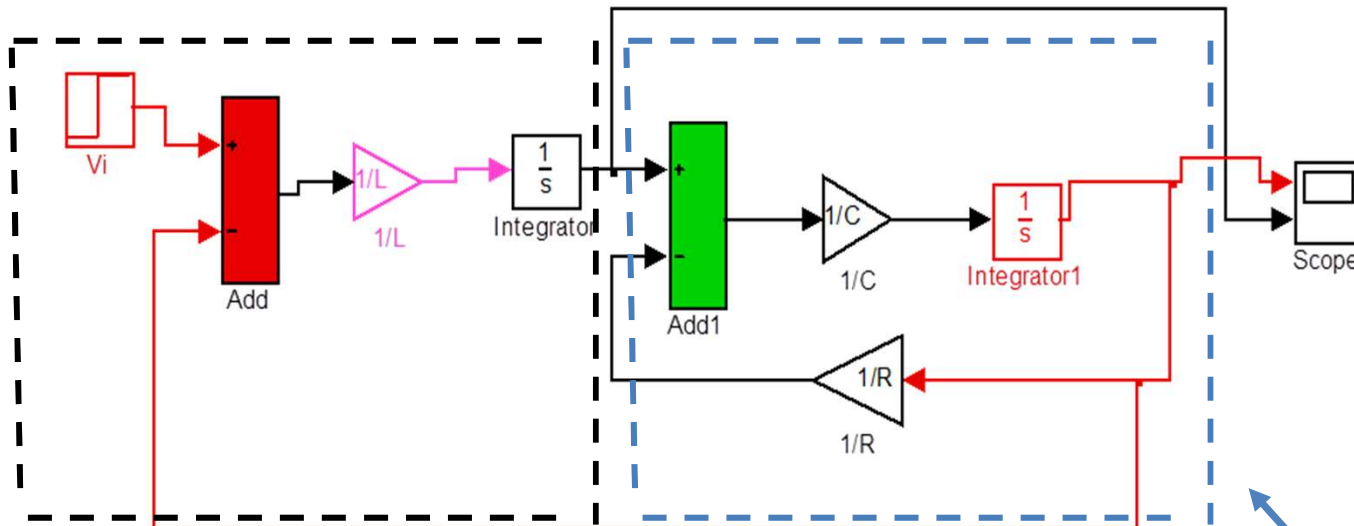 Vi
+
−
Add
1/L
1/L
1
s
Integrator
+
−
Add1
1/C
1/C
1
s
Integrator1
Scope
1/R
1/R